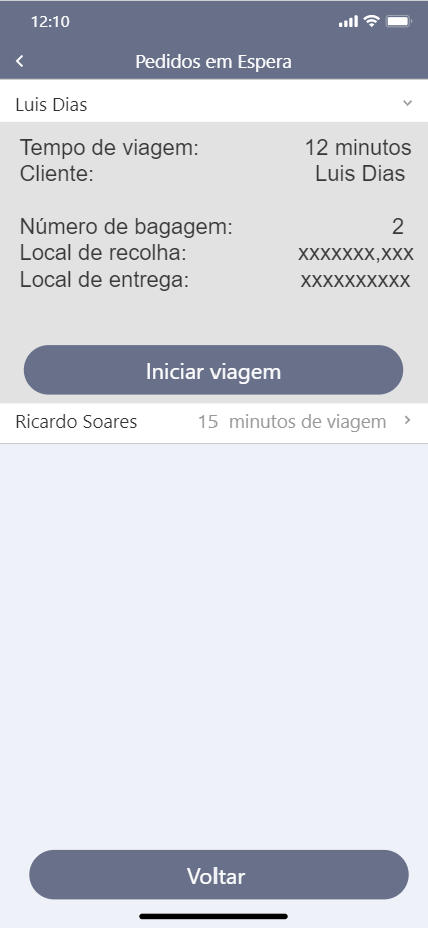 12:10
Pedidos em Espera
Luis Dias
Tempo de viagem: 12 minutos
Cliente: Luis Dias
Número de bagagem: 2
Local de recolha: xxxxxxx,xxx
Local de entrega: xxxxxxxxxx
Iniciar viagem
Ricardo Soares 15 minutos de viagem
Voltar